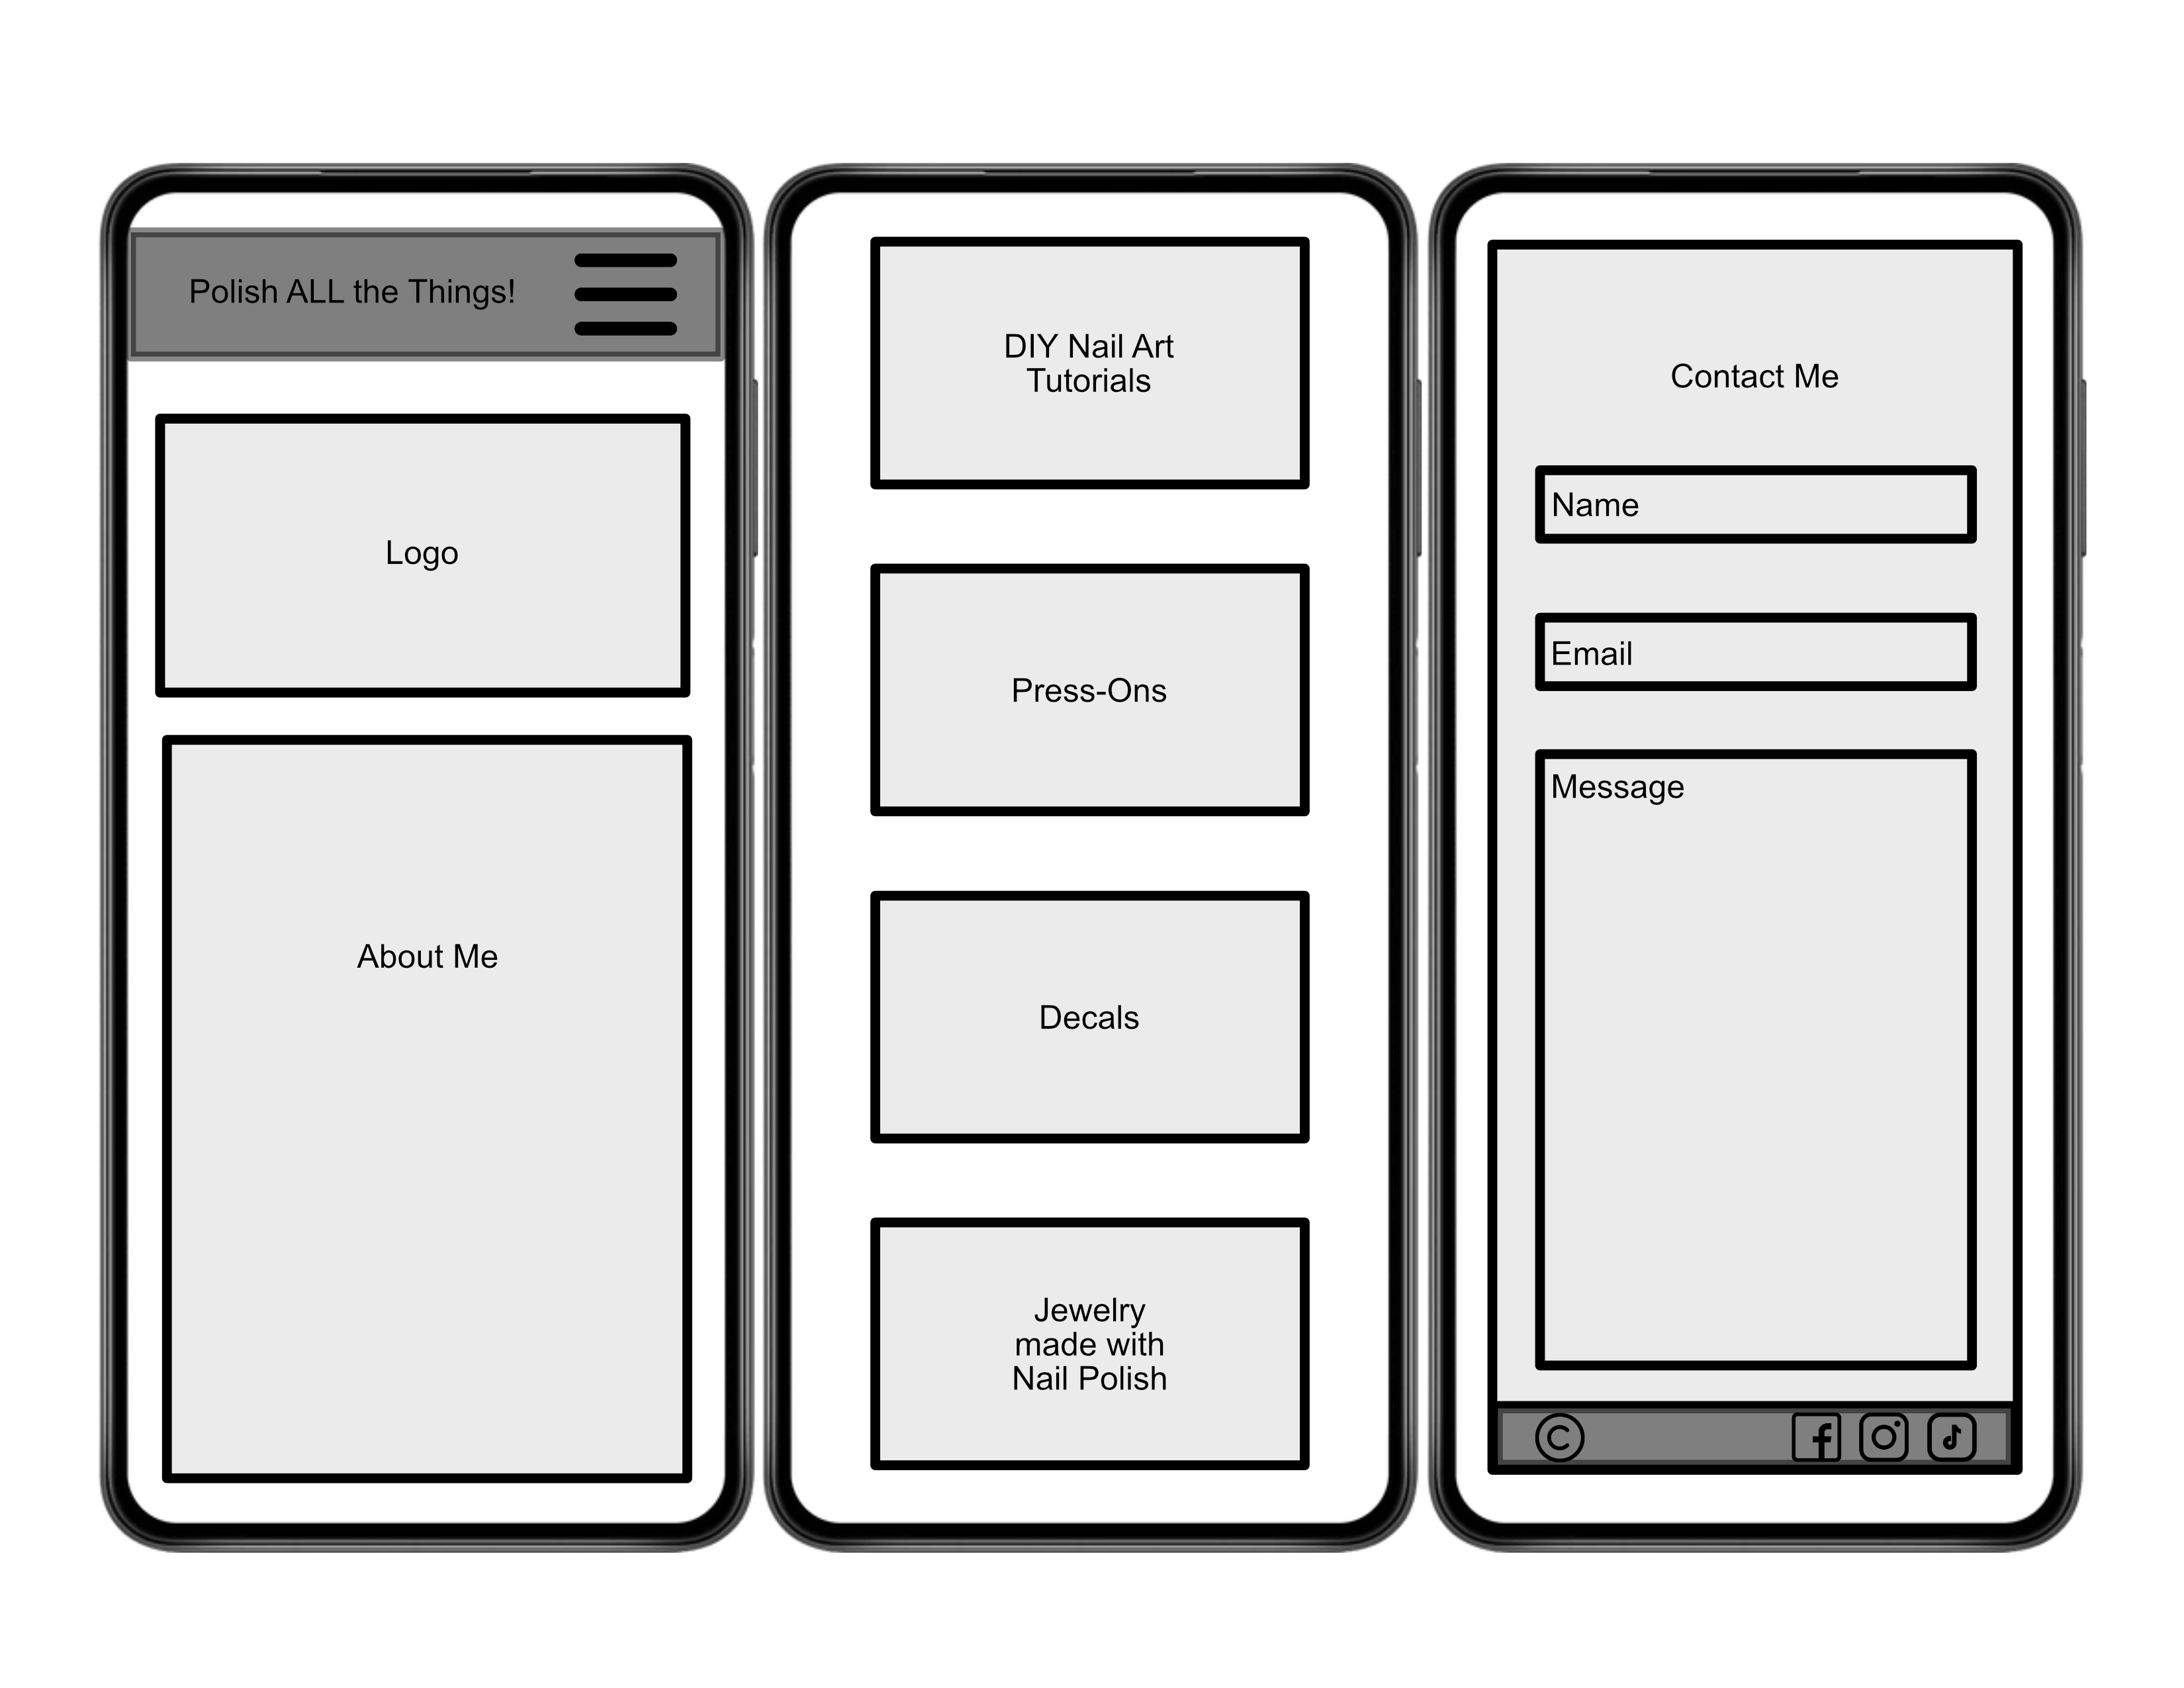 Polish ALL the Things!
Logo
About Me
DIY Nail Art
Tutorials
Press-Ons
Decals
Jewelry
made with
Nail Polish
Contact Me
Name
Email
Message
©